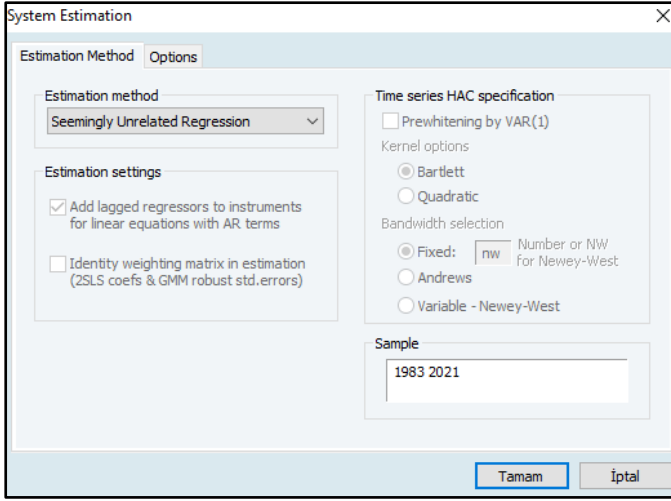 System Estimation
Estimation Method
Options
Estimation method
Seemingly Unrelated Regression
Estimation settings
Add lagged regressors to instruments
for linear equations with AR terms
Identity weighting matrix in estimation
(2SLS coefs & GMM robust std.errors)
Time series HAC specification
Prewhitening by VAR(1)
Kernel options
Bartlett
Quadratic
Bandwidth selection
Fixed: nw Number or NW
for Newey-West
Andrews
Variable - Newey-West
Sample
1983 2021
Tamam
İptal